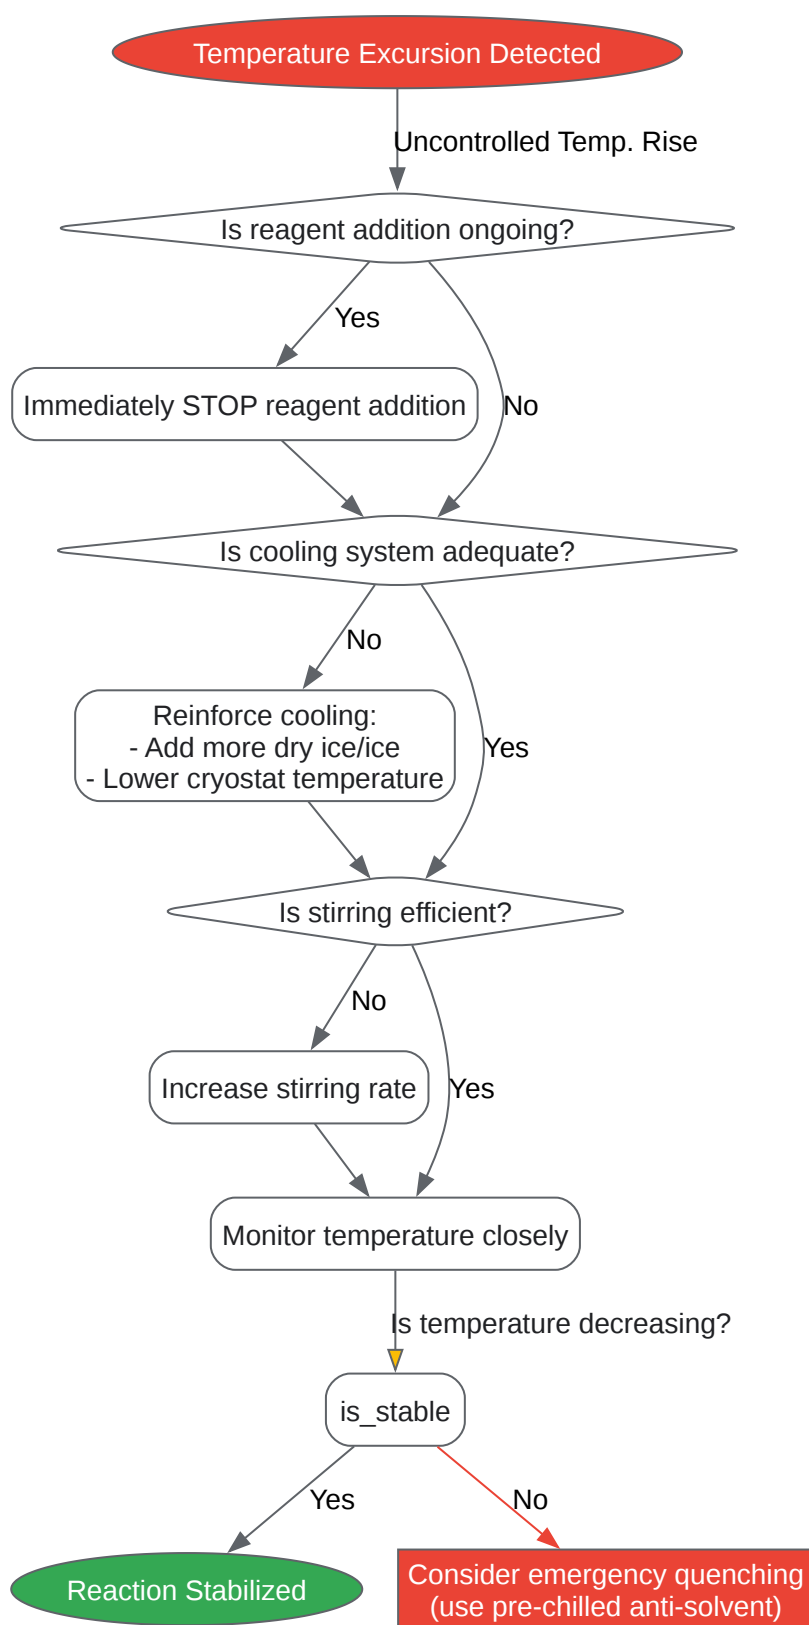 Temperature Excursion Detected
Uncontrolled Temp. Rise
Is reagent addition ongoing?
Yes
Immediately STOP reagent addition
No
Is cooling system adequate?
No
Reinforce cooling:
- Add more dry ice/ice
- Lower cryostat temperature
Yes
Is stirring efficient?
No
Increase stirring rate
Yes
Monitor temperature closely
Is temperature decreasing?
is_stable
Yes
No
Reaction Stabilized
Consider emergency quenching
(use pre-chilled anti-solvent)